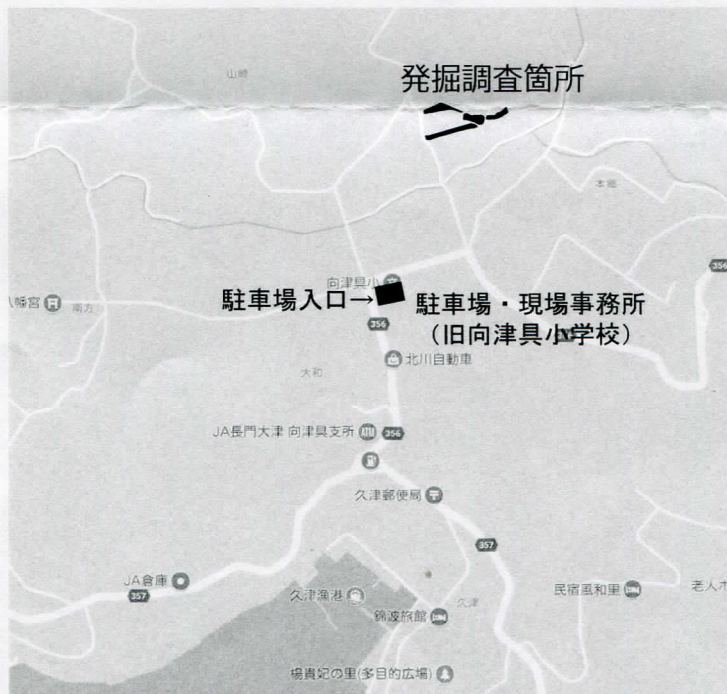 山崎
発掘調査箇所
本郷
356
向津具小
八幡宮
南方
駐車場入口→
駐車場・現場事務所
（旧向津具小学校）
356
北川自動車
大和
JA長門大津 向津具支所
ATM
356
久津郵便局
357
JA倉庫
357
久津漁港
久津
錦波旅館
民宿風和里
老人ホ
楊貴妃の里(多目的広場)